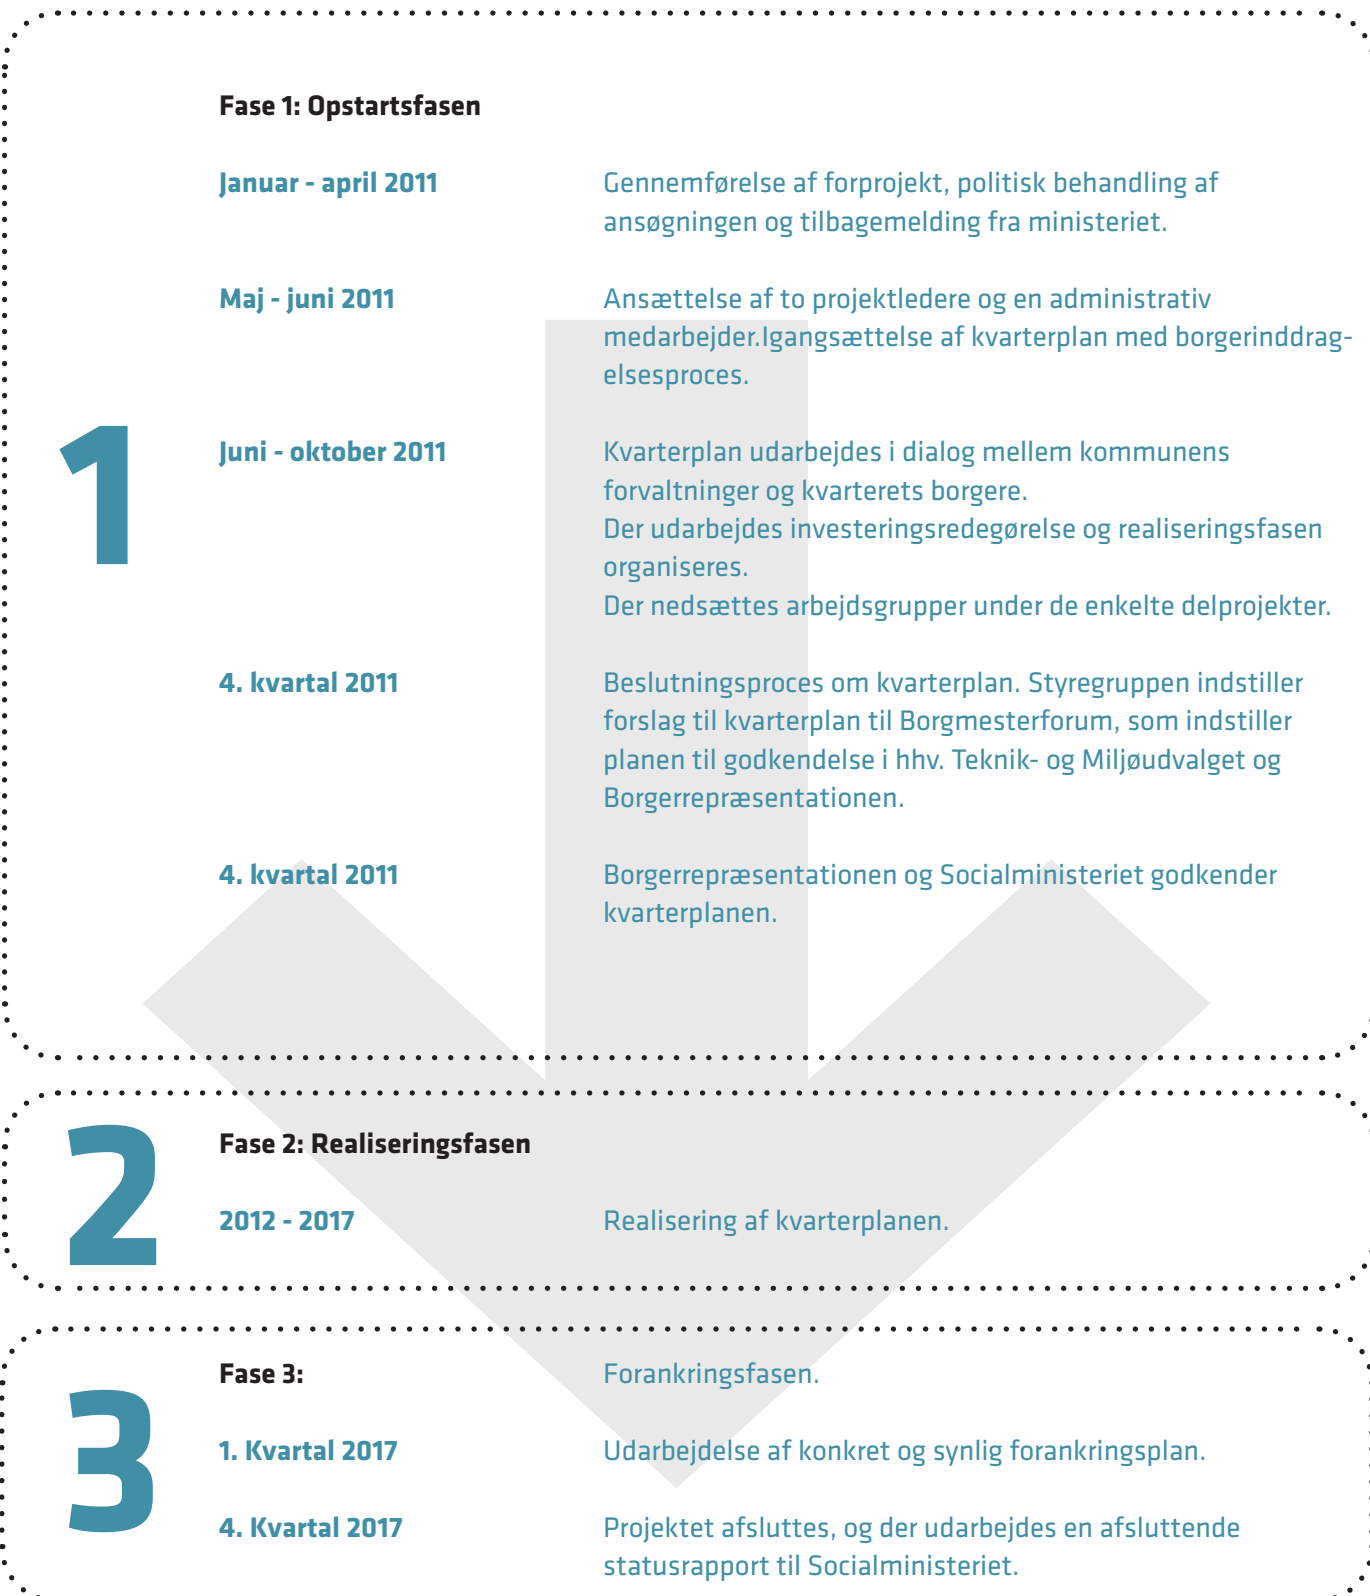 Fase 1: Opstartsfasen
Januar - april 2011
Gennemførelse af forprojekt, politisk behandling af
ansøgningen og tilbagemelding fra ministeriet.
Maj - juni 2011
Ansættelse af to projektledere og en administrativ
medarbejder.Igangsættelse af kvarterplan med borgerinddrag-
elsesproces.
1
Juni - oktober 2011
Kvarterplan udarbejdes i dialog mellem kommunens
forvaltninger og kvarterets borgere.
Der udarbejdes investeringsredegørelse og realiseringsfasen
organiseres.
Der nedsættes arbejdsgrupper under de enkelte delprojekter.
4. kvartal 2011
Beslutningsproces om kvarterplan. Styregruppen indstiller
forslag til kvarterplan til Borgmesterforum, som indstiller
planen til godkendelse i hhv. Teknik- og Miljøudvalget og
Borgerrepræsentationen.
4. kvartal 2011
Borgerrepræsentationen og Socialministeriet godkender
kvarterplanen.
2
Fase 2: Realiseringsfasen
2012 - 2017
Realisering af kvarterplanen.
3
Fase 3:
Forankringsfasen.
1. Kvartal 2017
Udarbejdelse af konkret og synlig forankringsplan.
4. Kvartal 2017
Projektet afsluttes, og der udarbejdes en afsluttende
statusrapport til Socialministeriet.